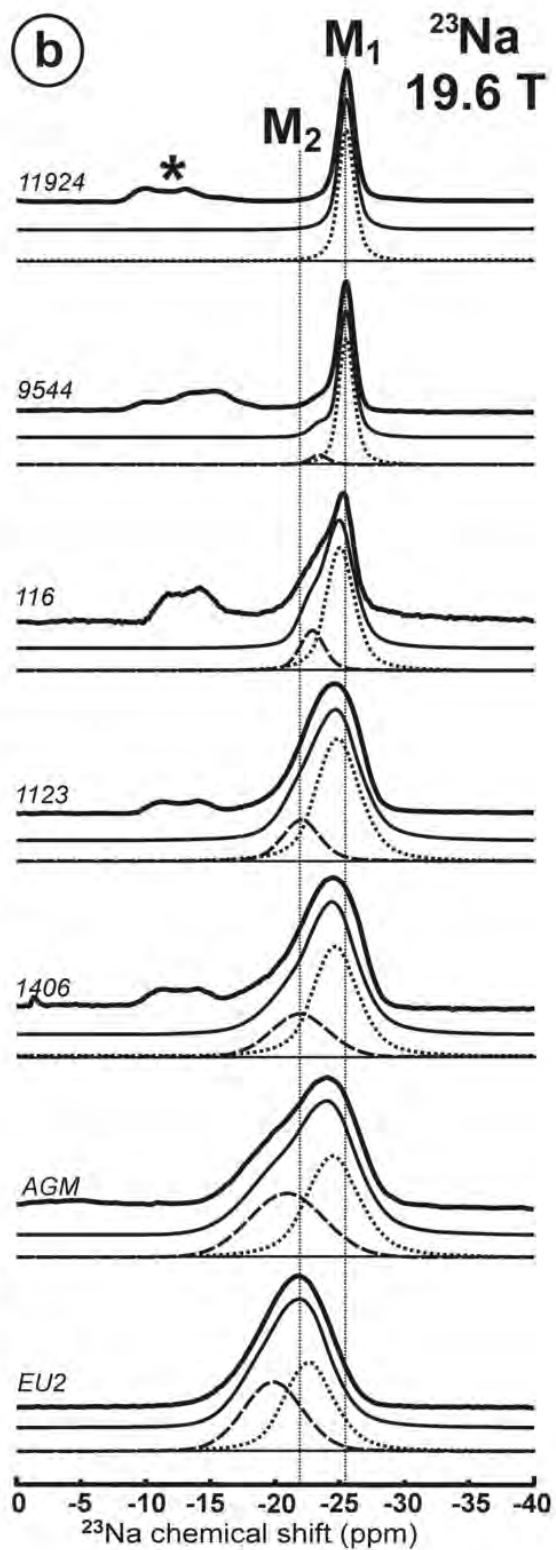 b
²³Na
19.6 T
M₁
M₂
*
11924
9544
116
1123
1406
AGM
EU2
0 -5 -10 -15 -20 -25 -30 -35 -40
²³Na chemical shift (ppm)